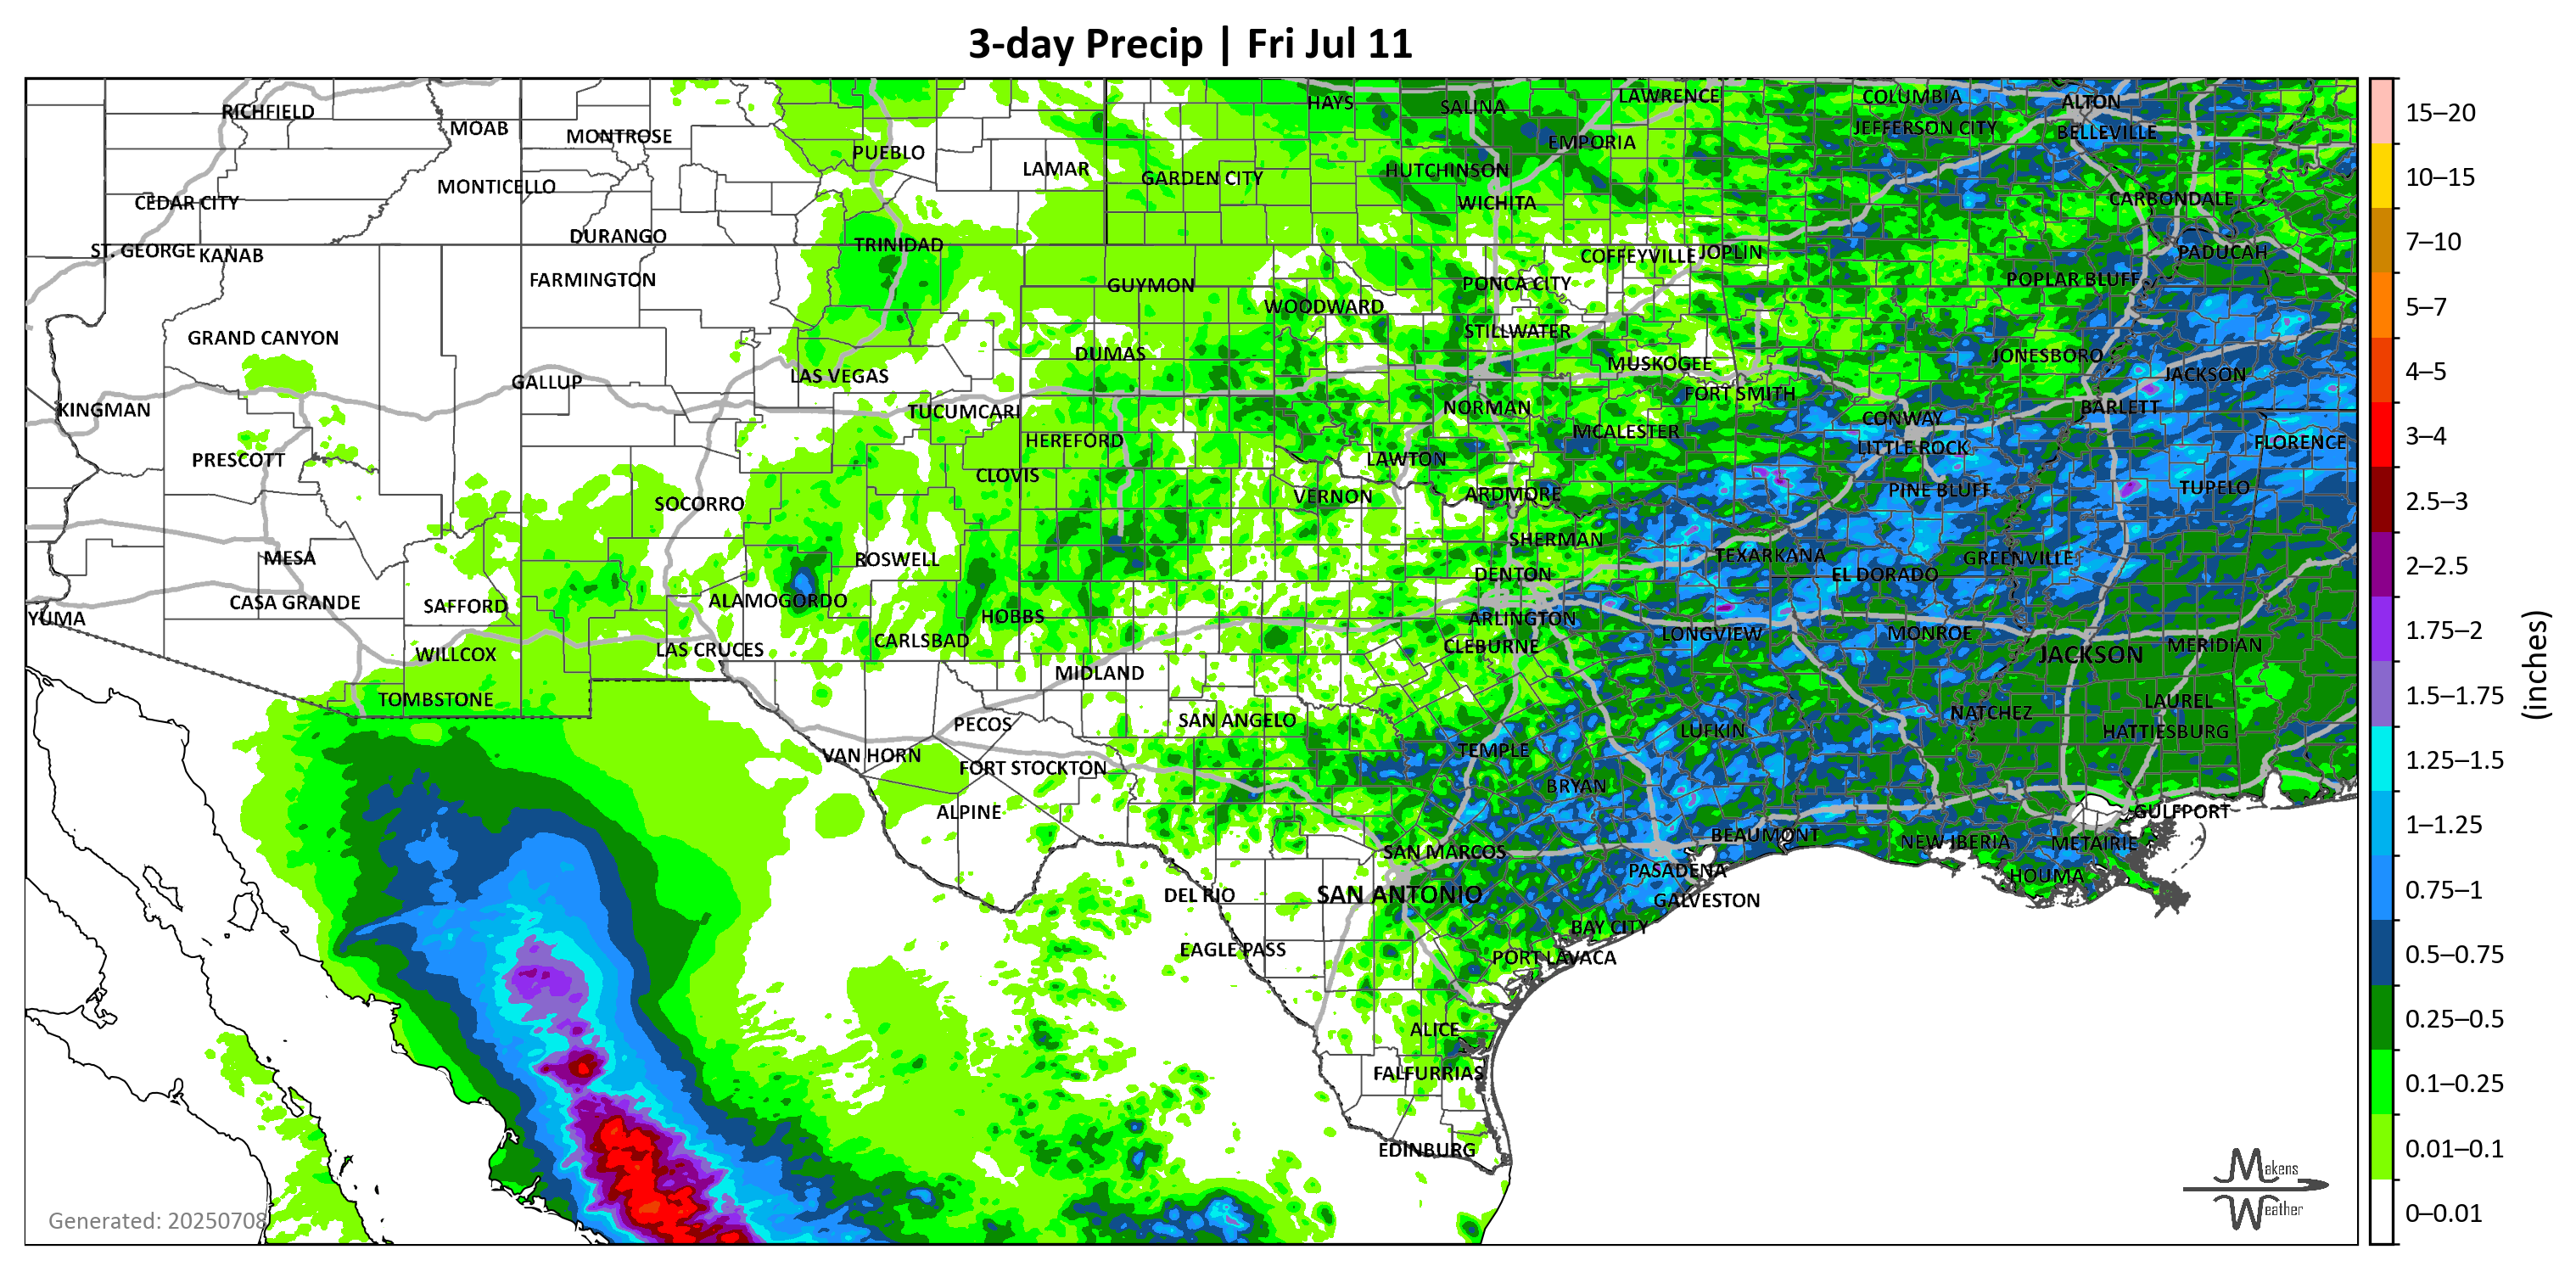 3-day Precip | Fri Jul 11
RICHFIELD
MOAB
MONTROSE
PUEBLO
LAMAR
HAYS
SALINA
LAWRENCE
COLUMBIA
ALTON
JEFFERSON CITY
BELLEVILLE
EMPORIA
HUTCHINSON
GARDEN CITY
MONTICELLO
CEDAR CITY
WICHITA
CARBONDALE
DURANGO
TRINIDAD
ST. GEORGE
KANAB
COFFEYVILLE
JOPLIN
PADUCAH
FARMINGTON
GUYMON
PONCA CITY
POPLAR BLUFF
WOODWARD
GRAND CANYON
STILLWATER
DUMAS
JONESBORO
MUSKOGEE
GALLUP
LAS VEGAS
JACKSON
FORT SMITH
KINGMAN
TUCUMCARI
NORMAN
BARLETT
CONWAY
HEREFORD
MCALESTER
FLORENCE
LITTLE ROCK
PRESCOTT
LAWTON
CLOVIS
SOCORRO
VERNON
ARDMORE
PINE BLUFF
TUPELO
SHERMAN
MESA
ROSWELL
TEXARKANA
GREENVILLE
DENTON
EL DORADO
CASA GRANDE
SAFFORD
ALAMOGORDO
YUMA
HOBBS
ARLINGTON
LAS CRUCES
CARLSBAD
CLEBURNE
LONGVIEW
MONROE
MERIDIAN
WILLCOX
JACKSON
MIDLAND
TOMBSTONE
LAUREL
NATCHEZ
PECOS
SAN ANGELO
LUFKIN
HATTIESBURG
VAN HORN
TEMPLE
FORT STOCKTON
BRYAN
ALPINE
GULFPORT
BEAUMONT
NEW IBERIA
METAIRIE
SAN MARCOS
PASADENA
HOUMA
DEL RIO
SAN ANTONIO
GALVESTON
BAY CITY
EAGLE PASS
PORT LAVACA
ALICE
FALFURRIAS
EDINBURG
Generated: 20250708
Makens
Weather
15–20
10–15
7–10
5–7
4–5
3–4
2.5–3
2–2.5
1.75–2
1.5–1.75
1.25–1.5
1–1.25
0.75–1
0.5–0.75
0.25–0.5
0.1–0.25
0.01–0.1
0–0.01
(inches)